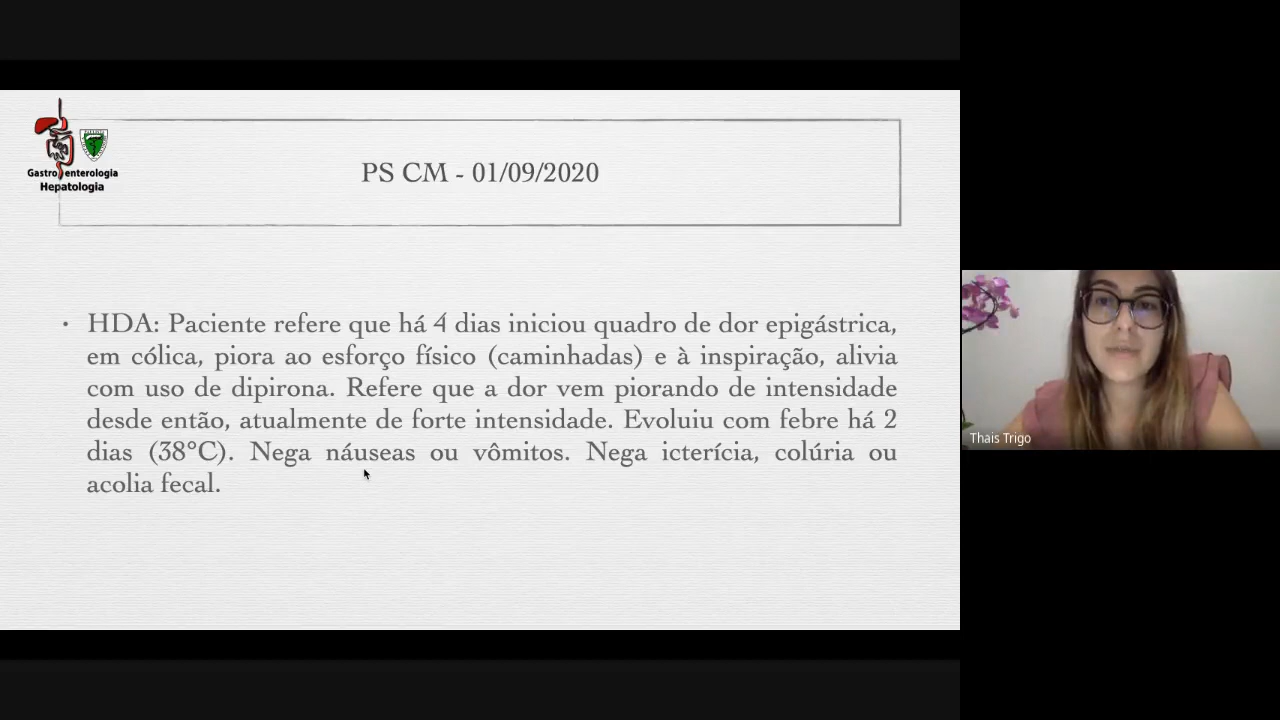 Gastroenterologia
Hepatologia
PS CM - 01/09/2020
• HDA: Paciente refere que há 4 dias iniciou quadro de dor epigástrica,
em cólica, piora ao esforço físico (caminhadas) e à inspiração, alivia
com uso de dipirona. Refere que a dor vem piorando de intensidade
desde então, atualmente de forte intensidade. Evoluiu com febre há 2
dias (38°C). Nega náuseas ou vômitos. Nega icterícia, colúria ou
acolia fecal.
Thais Trigo